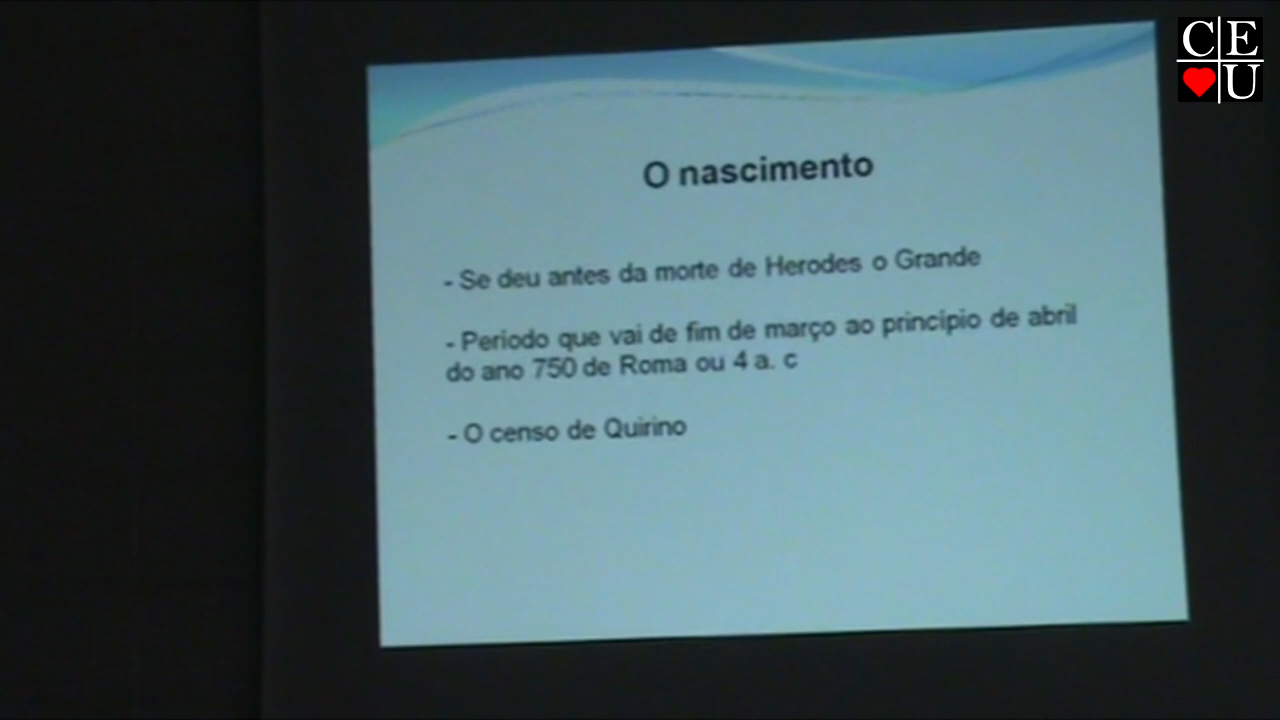 C E
U
O nascimento
- Se deu antes da morte de Herodes o Grande
- Periodo que vai de fim de março ao principio de abril
do ano 750 de Roma ou 4 a. c
- O censo de Quirino